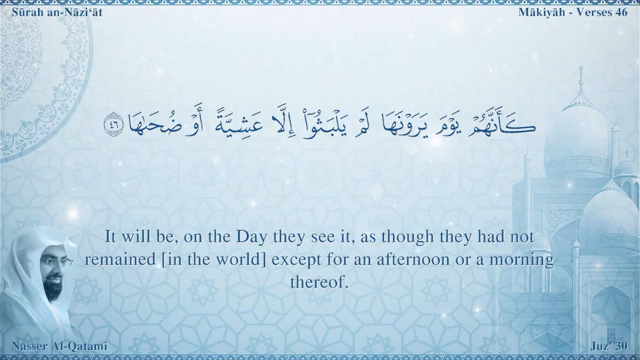 Sūrah an-Nāzi‘āt
Mākiyāh - Verses 46
كَأَنَّهُمْ يَوْمَ يَرَوْنَهَا لَمْ يَلْبَثُوٓا۟ إِلَّا عَشِيَّةً أَوْ ضُحَىٰهَا ٤٦
It will be, on the Day they see it, as though they had not
remained [in the world] except for an afternoon or a morning
thereof.
Nasser Al-Qatami
Juz' 30